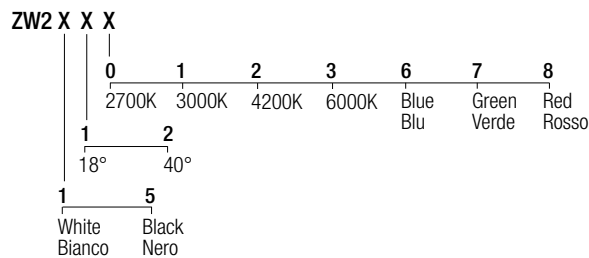 ZW2 X X X
0 1 2 3 6 7 8
2700K 3000K 4200K 6000K Blue Green Red
Blu Verde Rosso
1 2
18° 40°
1 5
White Black
Bianco Nero